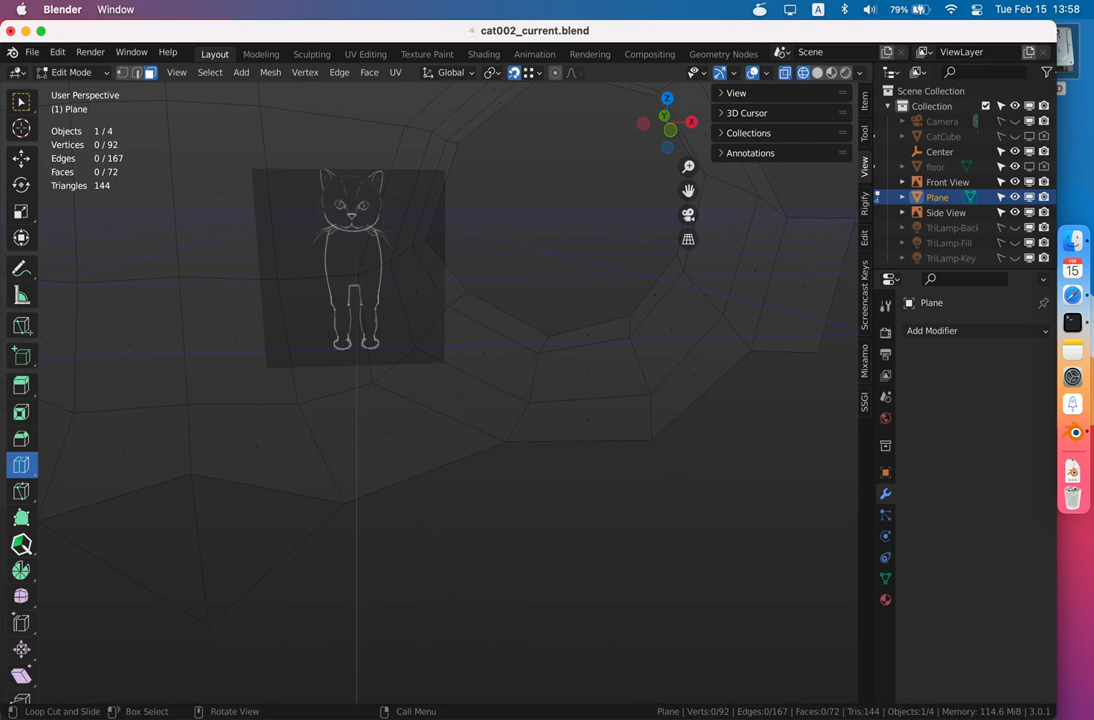 Blender Window
A
79%
Tue Feb 15 13:58
cat002_current.blend
File Edit Render Window Help
Layout Modeling Sculpting UV Editing Texture Paint Shading Animation Rendering Compositing Geometry Nodes
Scene
ViewLayer
Edit Mode
View Select Add Mesh Vertex Edge Face UV
Global
User Perspective
(1) Plane
Objects 1 / 4
Vertices 0 / 92
Edges 0 / 167
Faces 0 / 72
Triangles 144
Z
Y
X
View
3D Cursor
Collections
Annotations
Item
Tool
View
Rigify
Edit
Screencast Keys
Mixamo
SSGI
Scene Collection
Collection
Camera
CatCube
Center
floor
Front View
Plane
Side View
TriLamp-Back
TriLamp-Fill
TriLamp-Key
Plane
Add Modifier
FEB
15
Loop Cut and Slide
Box Select
Rotate View
Call Menu
Plane | Verts:0/92 | Edges:0/167 | Faces:0/72 | Tris:144 | Objects:1/4 | Memory: 114.6 MiB | 3.0.1